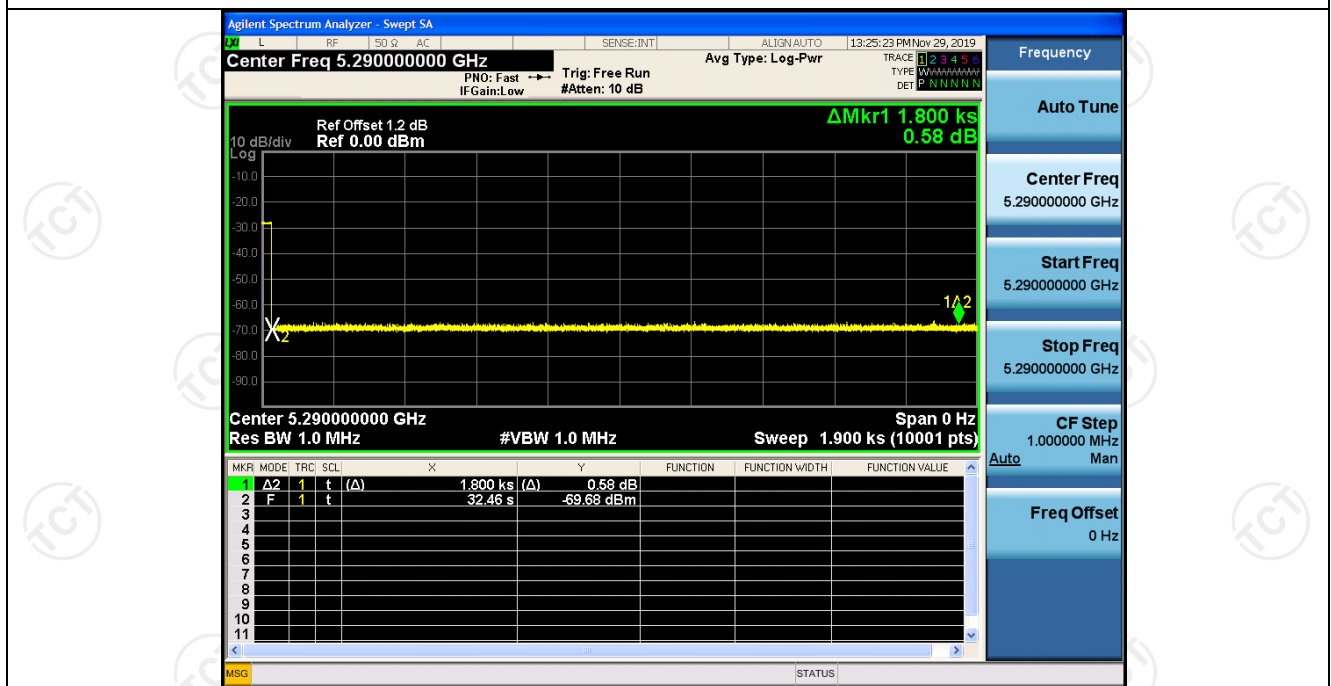 Agilent Spectrum Analyzer - Swept SA
LXI L RF 50 Ω AC SENSE:INT ALIGN AUTO 13:25:23 PM Nov 29, 2019
Center Freq 5.290000000 GHz
PNO: Fast
IFGain:Low
Trig: Free Run
#Atten: 10 dB
Avg Type: Log-Pwr
TRACE 1 2 3 4 5 6
TYPE WWWWWWW
DET P N N N N N
ΔMkr1 1.800 ks
0.58 dB
Ref Offset 1.2 dB
10 dB/div Ref 0.00 dBm
Log
-10.0
-20.0
-30.0
-40.0
-50.0
-60.0
-70.0
-80.0
-90.0
1Δ2
2
Center 5.290000000 GHz Span 0 Hz
Res BW 1.0 MHz #VBW 1.0 MHz Sweep 1.900 ks (10001 pts)
MKR MODE TRC SCL X Y FUNCTION FUNCTION WIDTH FUNCTION VALUE
1 Δ2 1 t (Δ) 1.800 ks (Δ) 0.58 dB
2 F 1 t 32.46 s -69.68 dBm
3
4
5
6
7
8
9
10
11
MSG STATUS
Frequency
Auto Tune
Center Freq
5.290000000 GHz
Start Freq
5.290000000 GHz
Stop Freq
5.290000000 GHz
CF Step
1.000000 MHz
Auto Man
Freq Offset
0 Hz
TCT
TCT
TCT
TCT